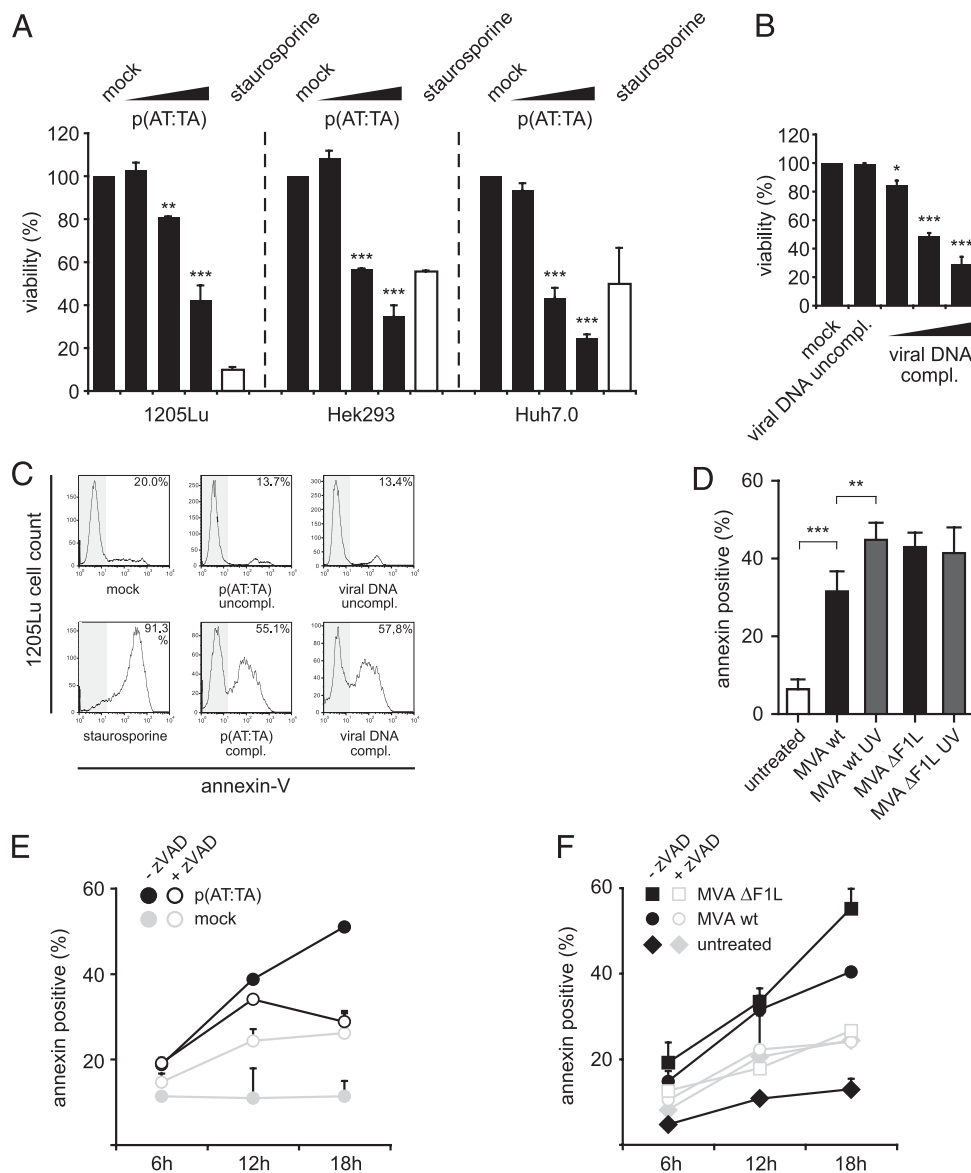 A
mock
staurosporine
mock
staurosporine
mock
staurosporine
p(AT:TA)
p(AT:TA)
p(AT:TA)
viability (%)
120
100
80
60
40
20
0
**
***
***
***
***
***
1205Lu
Hek293
Huh7.0
B
viability (%)
120
100
80
60
40
20
0
*
***
***
mock
viral DNA uncompl.
viral DNA
compl.
C
1205Lu cell count
20.0%
13.7%
13.4%
mock
p(AT:TA)
uncompl.
viral DNA
uncompl.
91.3
%
55.1%
57,8%
staurosporine
p(AT:TA)
compl.
viral DNA
compl.
annexin-V
D
annexin positive (%)
60
40
20
0
***
**
untreated
MVA wt
MVA wt UV
MVA ΔF1L
MVA ΔF1L UV
E
- zVAD
+ zVAD
p(AT:TA)
mock
annexin positive (%)
60
40
20
6h
12h
18h
F
- zVAD
+ zVAD
MVA ΔF1L
MVA wt
untreated
annexin positive (%)
60
40
20
6h
12h
18h